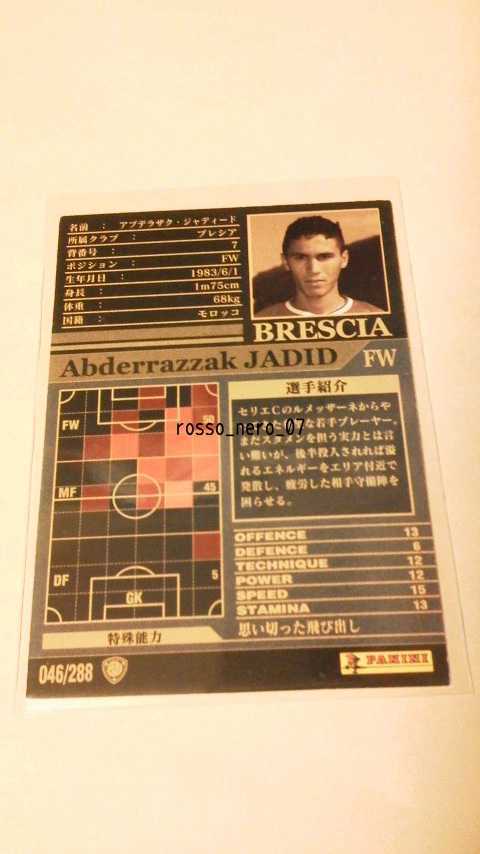 名前 : アブデラザク・ジャディード
所属クラブ : ブレシア
背番号 : 7
ポジション : FW
生年月日 : 1983/6/1
身長 : 1m75cm
体重 : 68kg
国籍 : モロッコ
BRESCIA
Abderrazzak JADID FW
選手紹介
セリエCのルメッザーネからや
な若手プレーヤー。
まだスタメンを担う実力とは言
い難いが、後半投入されれば溢
れるエネルギーをエリア付近で
発散し、疲労した相手守備陣を
困らせる。
rosso_nero_07
FW 50
MF 45
DF 5
GK
OFFENCE 13
DEFENCE 6
TECHNIQUE 12
POWER 12
SPEED 15
STAMINA 13
特殊能力 思い切った飛び出し
046/288
PANINI